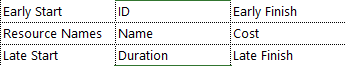 Early Start ID Early Finish
Resource Names Name Cost
Late Start Duration Late Finish